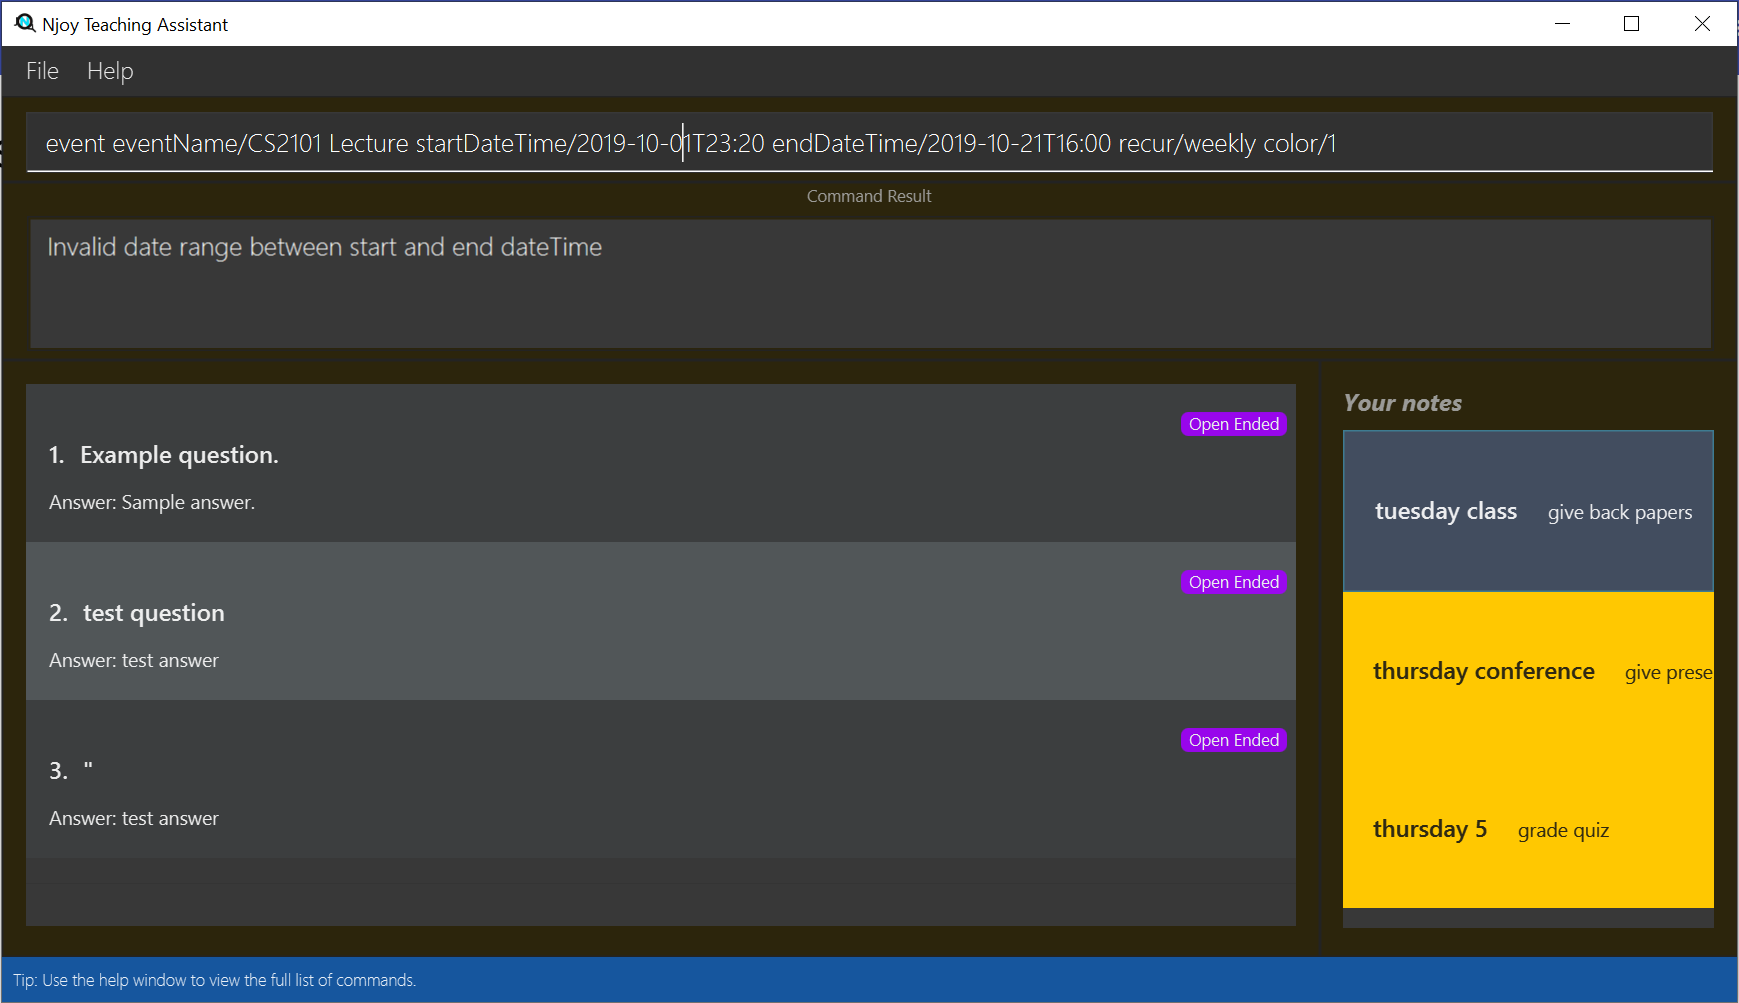 Njoy Teaching Assistant
File Help
event eventName/CS2101 Lecture startDateTime/2019-10-01T23:20 endDateTime/2019-10-21T16:00 recur/weekly color/1
Command Result
Invalid date range between start and end dateTime
Open Ended
1. Example question.
Answer: Sample answer.
Open Ended
2. test question
Answer: test answer
Open Ended
3. "
Answer: test answer
Your notes
tuesday class give back papers
thursday conference give prese
thursday 5 grade quiz
Tip: Use the help window to view the full list of commands.